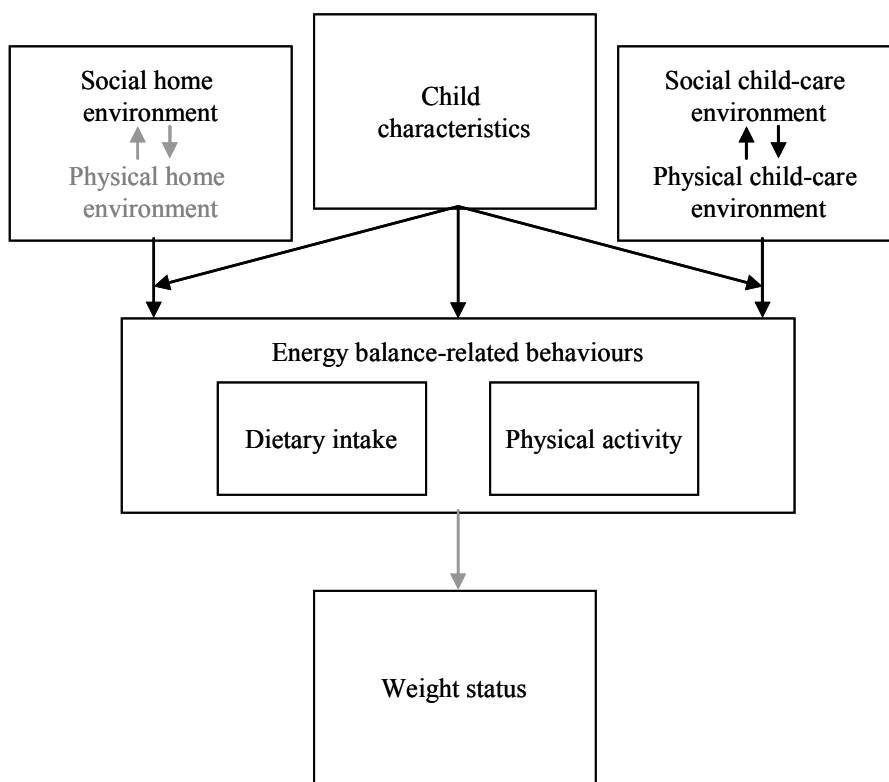 Social home
environment
Physical home
environment
Child
characteristics
Social child-care
environment
Physical child-care
environment
Energy balance-related behaviours
Dietary intake
Physical activity
Weight status